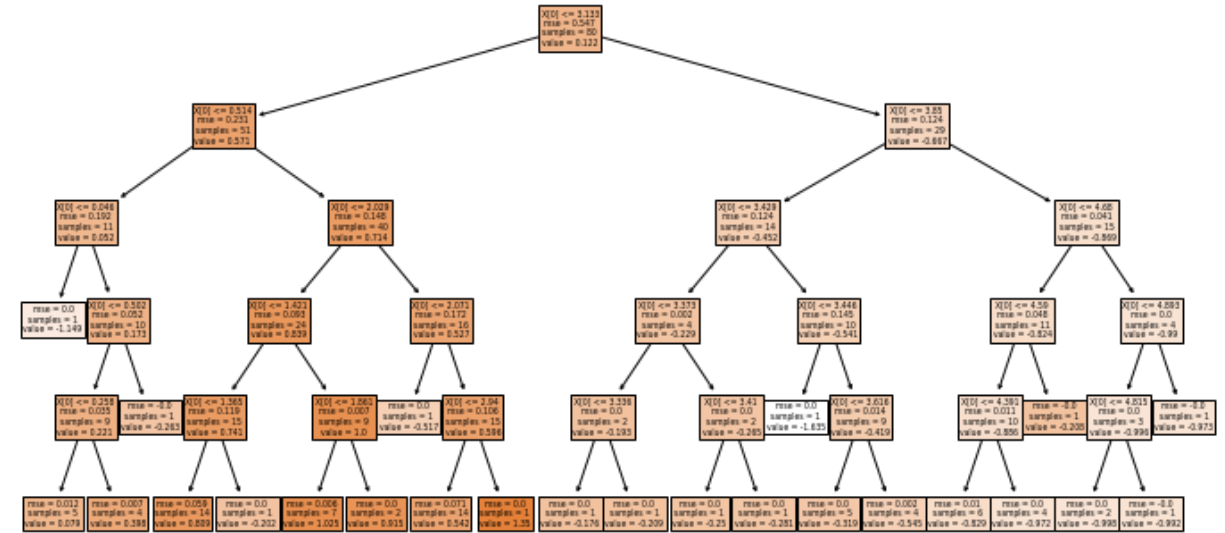 X[0] <= 3.133
mse = 0.547
samples = 80
value = 0.122
X[0] <= 0.514
mse = 0.231
samples = 51
value = 0.571
X[0] <= 3.85
mse = 0.124
samples = 29
value = -0.667
X[0] <= 0.046
mse = 0.192
samples = 11
value = 0.052
X[0] <= 2.029
mse = 0.148
samples = 40
value = 0.714
X[0] <= 3.429
mse = 0.124
samples = 14
value = -0.452
X[0] <= 4.68
mse = 0.041
samples = 15
value = -0.869
mse = 0.0
samples = 1
value = -1.149
X[0] <= 0.502
mse = 0.052
samples = 10
value = 0.173
X[0] <= 1.421
mse = 0.093
samples = 24
value = 0.839
X[0] <= 2.071
mse = 0.172
samples = 16
value = 0.527
X[0] <= 3.373
mse = 0.002
samples = 4
value = -0.229
X[0] <= 3.446
mse = 0.145
samples = 10
value = -0.541
X[0] <= 4.59
mse = 0.048
samples = 11
value = -0.824
X[0] <= 4.893
mse = 0.0
samples = 4
value = -0.99
X[0] <= 0.258
mse = 0.035
samples = 9
value = 0.221
mse = -0.0
samples = 1
value = -0.263
X[0] <= 1.365
mse = 0.119
samples = 15
value = 0.741
X[0] <= 1.861
mse = 0.007
samples = 9
value = 1.0
mse = 0.0
samples = 1
value = -0.517
X[0] <= 2.94
mse = 0.106
samples = 15
value = 0.596
X[0] <= 3.336
mse = 0.0
samples = 2
value = -0.193
X[0] <= 3.41
mse = 0.0
samples = 2
value = -0.265
mse = 0.0
samples = 1
value = -1.635
X[0] <= 3.616
mse = 0.014
samples = 9
value = -0.419
X[0] <= 4.391
mse = 0.011
samples = 10
value = -0.886
mse = -0.0
samples = 1
value = -0.205
X[0] <= 4.815
mse = 0.0
samples = 3
value = -0.996
mse = -0.0
samples = 1
value = -0.973
mse = 0.012
samples = 5
value = 0.079
mse = 0.007
samples = 4
value = 0.398
mse = 0.059
samples = 14
value = 0.809
mse = 0.0
samples = 1
value = -0.202
mse = 0.006
samples = 7
value = 1.025
mse = 0.0
samples = 2
value = 0.915
mse = 0.071
samples = 14
value = 0.542
mse = 0.0
samples = 1
value = 1.35
mse = 0.0
samples = 1
value = -0.176
mse = 0.0
samples = 1
value = -0.209
mse = 0.0
samples = 1
value = -0.25
mse = 0.0
samples = 1
value = -0.281
mse = 0.0
samples = 5
value = -0.319
mse = 0.002
samples = 4
value = -0.545
mse = 0.01
samples = 6
value = -0.829
mse = 0.0
samples = 4
value = -0.972
mse = 0.0
samples = 2
value = -0.998
mse = -0.0
samples = 1
value = -0.992